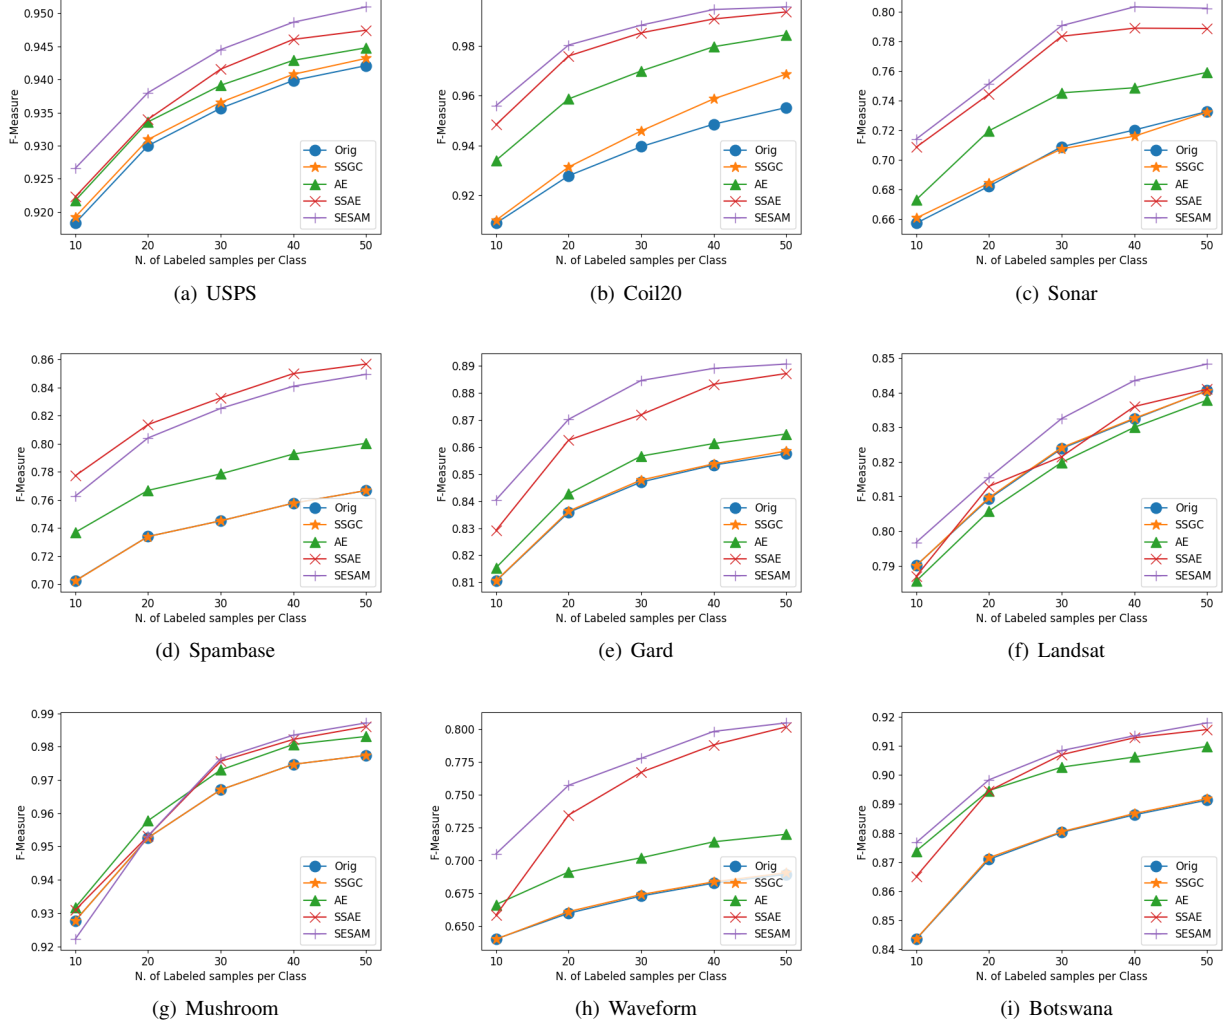 0.950
0.945
0.940
0.935
0.930
0.925
0.920
F-Measure
10 20 30 40 50
N. of Labeled samples per Class
Orig
SSGC
AE
SSAE
SESAM
(a) USPS
0.98
0.96
0.94
0.92
F-Measure
10 20 30 40 50
N. of Labeled samples per Class
Orig
SSGC
AE
SSAE
SESAM
(b) Coil20
0.80
0.78
0.76
0.74
0.72
0.70
0.68
0.66
F-Measure
10 20 30 40 50
N. of Labeled samples per Class
Orig
SSGC
AE
SSAE
SESAM
(c) Sonar
0.86
0.84
0.82
0.80
0.78
0.76
0.74
0.72
0.70
F-Measure
10 20 30 40 50
N. of Labeled samples per Class
Orig
SSGC
AE
SSAE
SESAM
(d) Spambase
0.89
0.88
0.87
0.86
0.85
0.84
0.83
0.82
0.81
F-Measure
10 20 30 40 50
N. of Labeled samples per Class
Orig
SSGC
AE
SSAE
SESAM
(e) Gard
0.85
0.84
0.83
0.82
0.81
0.80
0.79
F-Measure
10 20 30 40 50
N. of Labeled samples per Class
Orig
SSGC
AE
SSAE
SESAM
(f) Landsat
0.99
0.98
0.97
0.96
0.95
0.94
0.93
0.92
F-Measure
10 20 30 40 50
N. of Labeled samples per Class
Orig
SSGC
AE
SSAE
SESAM
(g) Mushroom
0.800
0.775
0.750
0.725
0.700
0.675
0.650
F-Measure
10 20 30 40 50
N. of Labeled samples per Class
Orig
SSGC
AE
SSAE
SESAM
(h) Waveform
0.92
0.91
0.90
0.89
0.88
0.87
0.86
0.85
0.84
F-Measure
10 20 30 40 50
N. of Labeled samples per Class
Orig
SSGC
AE
SSAE
SESAM
(i) Botswana